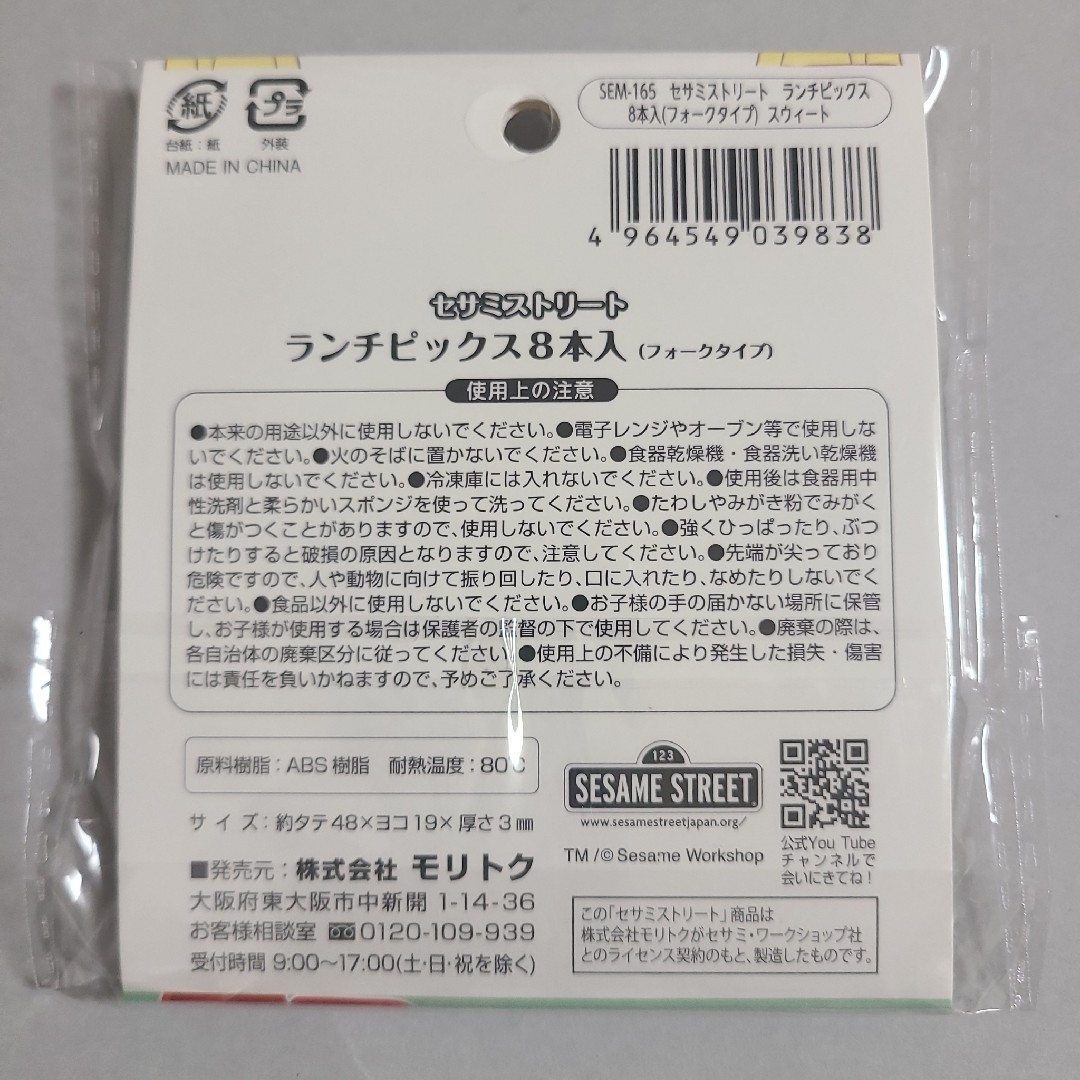 紙
プラ
台紙：紙 外装
MADE IN CHINA
SEM-165 セサミストリート ランチピックス
8本入(フォークタイプ) スウィート
4 964549 039838
セサミストリート
ランチピックス8本入 (フォークタイプ)
使用上の注意
●本来の用途以外に使用しないでください。●電子レンジやオーブン等で使用しな
いでください。●火のそばに置かないでください。●食器乾燥機・食器洗い乾燥機
は使用しないでください。●冷凍庫には入れないでください。●使用後は食器用中
性洗剤と柔らかいスポンジを使って洗ってください。●たわしやみがき粉でみがく
と傷がつくことがありますので、使用しないでください。●強くひっぱったり、ぶつ
けたりすると破損の原因となりますので、注意してください。●先端が尖っており
危険ですので、人や動物に向けて振り回したり、口に入れたり、なめたりしないでく
ださい。●食品以外に使用しないでください。●お子様の手の届かない場所に保管
し、お子様が使用する場合は保護者の監督の下で使用してください。●廃棄の際は、
各自治体の廃棄区分に従ってください。●使用上の不備により発生した損失・傷害
には責任を負いかねますので、予めご了承ください。
原料樹脂：ABS樹脂 耐熱温度：80℃
サイズ：約タテ48×ヨコ19×厚さ3㎜
■発売元：株式会社 モリトク
大阪府東大阪市中新開 1-14-36
お客様相談室 0120-109-939
受付時間 9:00～17:00(土・日・祝を除く)
123
SESAME STREET
www.sesamestreetjapan.org/
TM/© Sesame Workshop
公式You Tube
チャンネルで
会いにきてね！
この「セサミストリート」商品は
株式会社モリトクがセサミ・ワークショップ社
とのライセンス契約のもと、製造したものです。